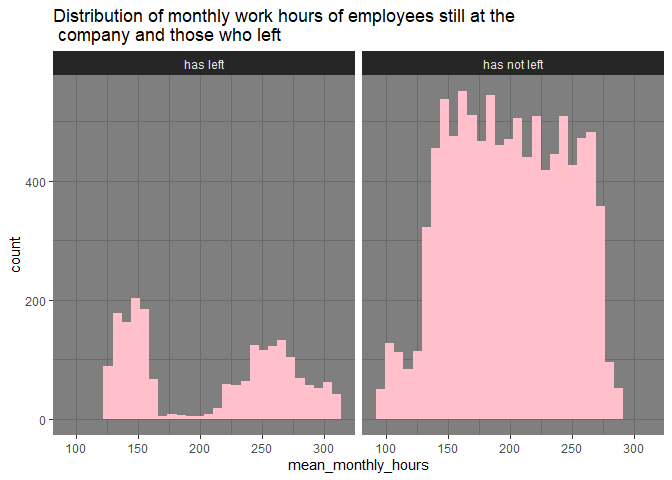 Distribution of monthly work hours of employees still at the
company and those who left
has left
has not left
count
400
200
0
100 150 200 250 300
100 150 200 250 300
mean_monthly_hours